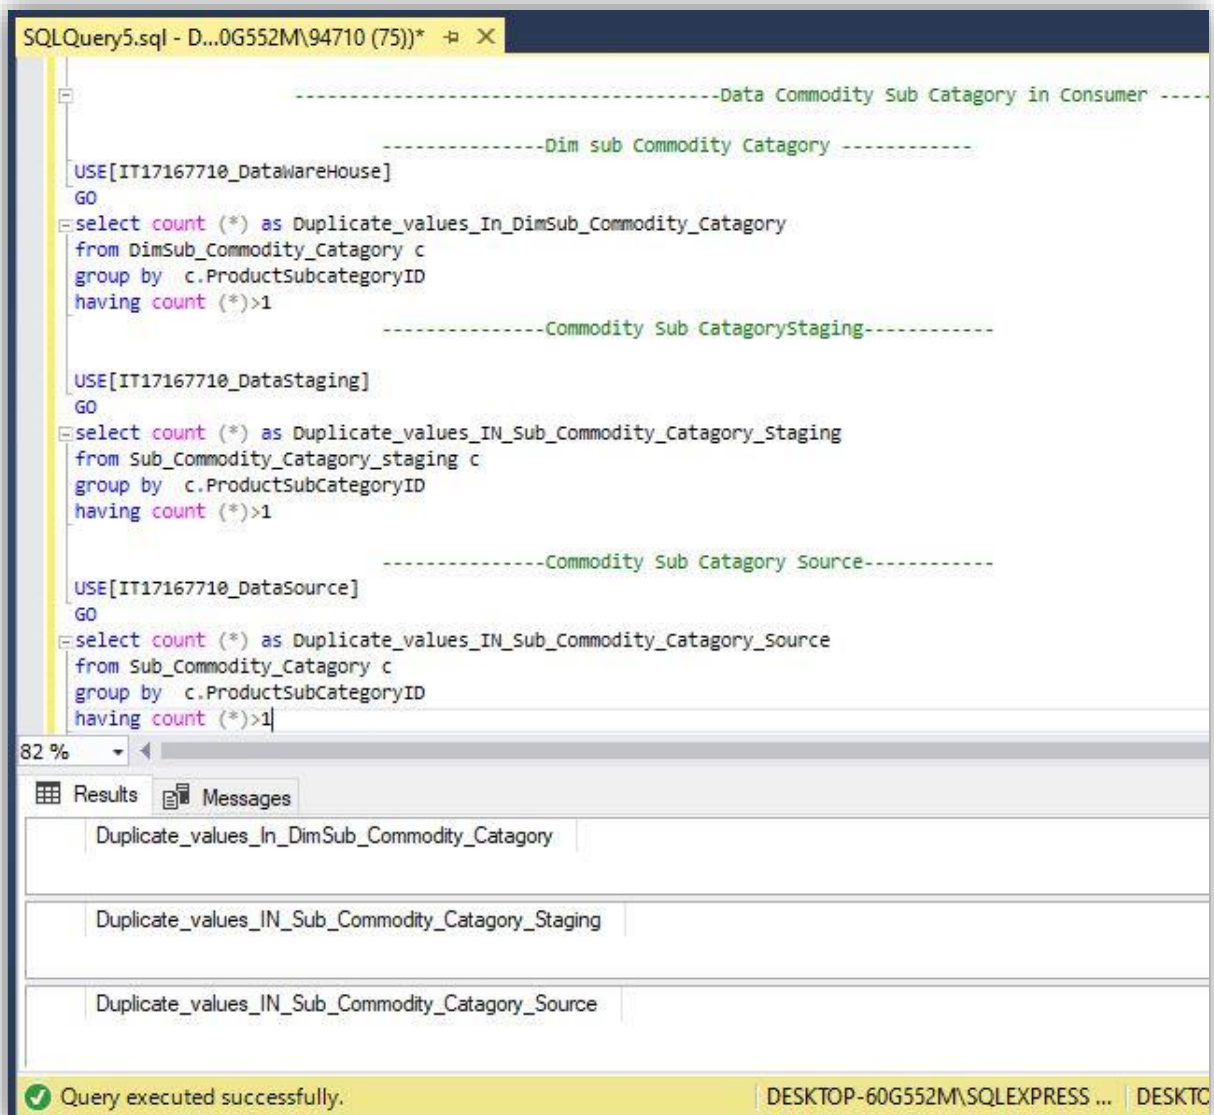 SQLQuery5.sql - D...0G552M\94710 (75))*
---------------------------------------Data Commodity Sub Catagory in Consumer -----
---------------Dim sub Commodity Catagory ------------
USE[IT17167710_DataWareHouse]
GO
select count (*) as Duplicate_values_In_DimSub_Commodity_Catagory
from DimSub_Commodity_Catagory c
group by  c.ProductSubcategoryID
having count (*)>1
---------------Commodity Sub CatagoryStaging------------
USE[IT17167710_DataStaging]
GO
select count (*) as Duplicate_values_IN_Sub_Commodity_Catagory_Staging
from Sub_Commodity_Catagory_staging c
group by  c.ProductSubCategoryID
having count (*)>1
---------------Commodity Sub Catagory Source------------
USE[IT17167710_DataSource]
GO
select count (*) as Duplicate_values_IN_Sub_Commodity_Catagory_Source
from Sub_Commodity_Catagory c
group by  c.ProductSubCategoryID
having count (*)>1
82 %
Results Messages
Duplicate_values_In_DimSub_Commodity_Catagory
Duplicate_values_IN_Sub_Commodity_Catagory_Staging
Duplicate_values_IN_Sub_Commodity_Catagory_Source
Query executed successfully. DESKTOP-60G552M\SQLEXPRESS ... DESKTO